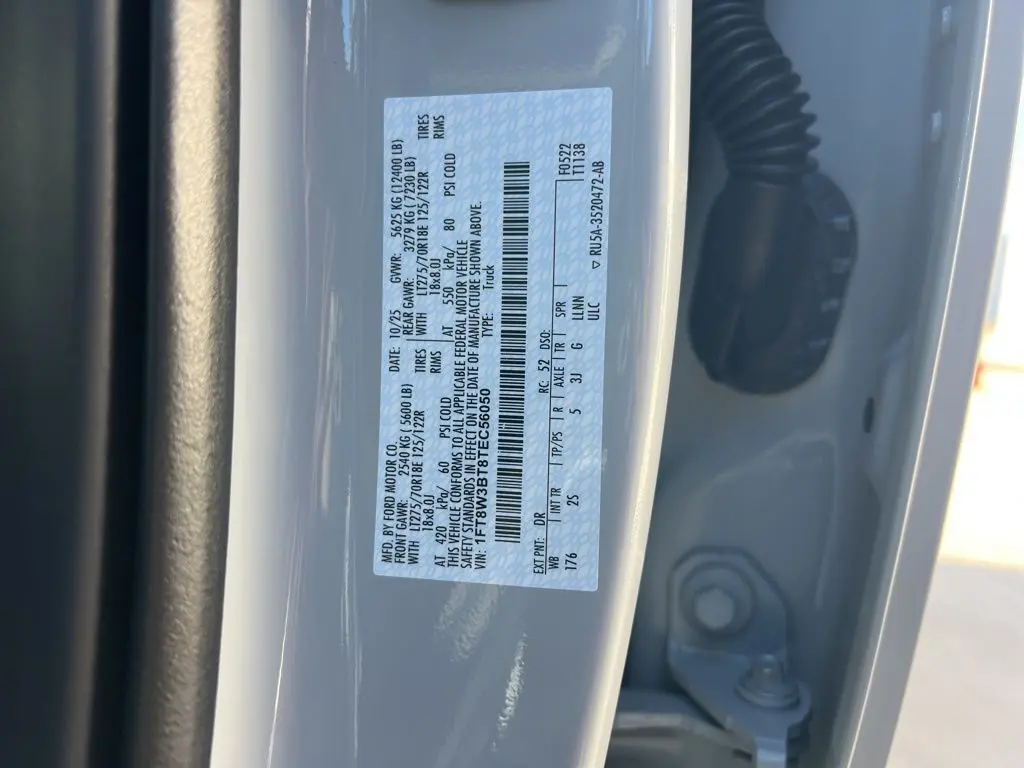 MFD. BY FORD MOTOR CO. DATE: 10/25 GVWR: 5625 KG (12400 LB)
FRONT GAWR: 2540 KG ( 5600 LB) REAR GAWR: 3279 KG ( 7230 LB)
WITH LT275/70R18E 125/122R TIRES WITH LT275/70R18E 125/122R TIRES
18x8.0J RIMS 18x8.0J RIMS
AT 420 kPa/ 60 PSI COLD AT 550 kPa/ 80 PSI COLD
THIS VEHICLE CONFORMS TO ALL APPLICABLE FEDERAL MOTOR VEHICLE
SAFETY STANDARDS IN EFFECT ON THE DATE OF MANUFACTURE SHOWN ABOVE.
VIN: 1FT8W3BT8TEC56050 TYPE: Truck
EXT PNT: DR RC: 52 DSO: F0522
WB INT TR TP/PS R AXLE TR SPR T1138
176 2S 5 3J G LLNN
ULC RU5A-3520472-AB